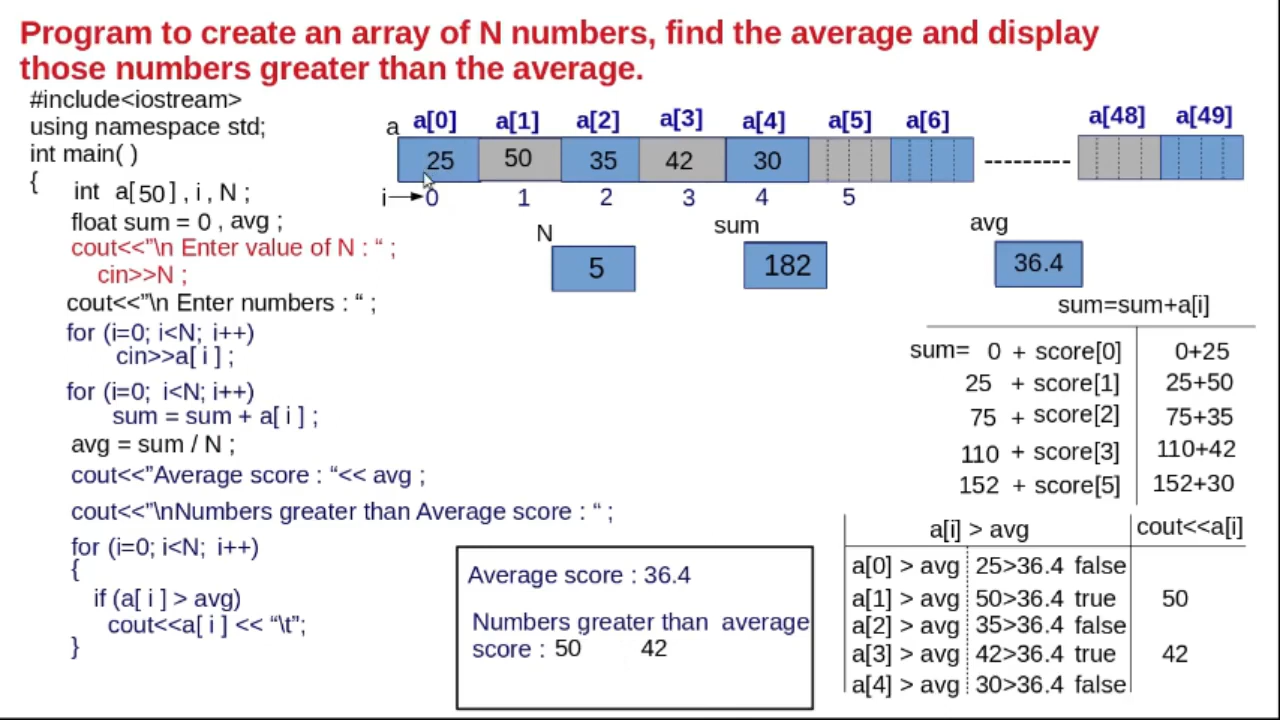 Program to create an array of N numbers, find the average and display
those numbers greater than the average.
#include<iostream>
using namespace std;
int main( )
{
int a[ 50 ] , i , N ;
float sum = 0 , avg ;
cout<<”\n Enter value of N : “ ;
cin>>N ;
cout<<”\n Enter numbers : “ ;
for (i=0; i<N; i++)
cin>>a[ i ] ;
for (i=0; i<N; i++)
sum = sum + a[ i ] ;
avg = sum / N ;
cout<<”Average score : “<< avg ;
cout<<”\nNumbers greater than Average score : “ ;
for (i=0; i<N; i++)
{
if (a[ i ] > avg)
cout<<a[ i ] << “\t”;
}
a a[0] a[1] a[2] a[3] a[4] a[5] a[6] a[48] a[49]
25 50 35 42 30 ---------
i 0 1 2 3 4 5
N sum avg
5 182 36.4
sum=sum+a[i]
sum= 0 + score[0] 0+25
25 + score[1] 25+50
75 + score[2] 75+35
110 + score[3] 110+42
152 + score[5] 152+30
a[i] > avg cout<<a[i]
a[0] > avg 25>36.4 false
a[1] > avg 50>36.4 true 50
a[2] > avg 35>36.4 false
a[3] > avg 42>36.4 true 42
a[4] > avg 30>36.4 false
Average score : 36.4
Numbers greater than average
score : 50 42